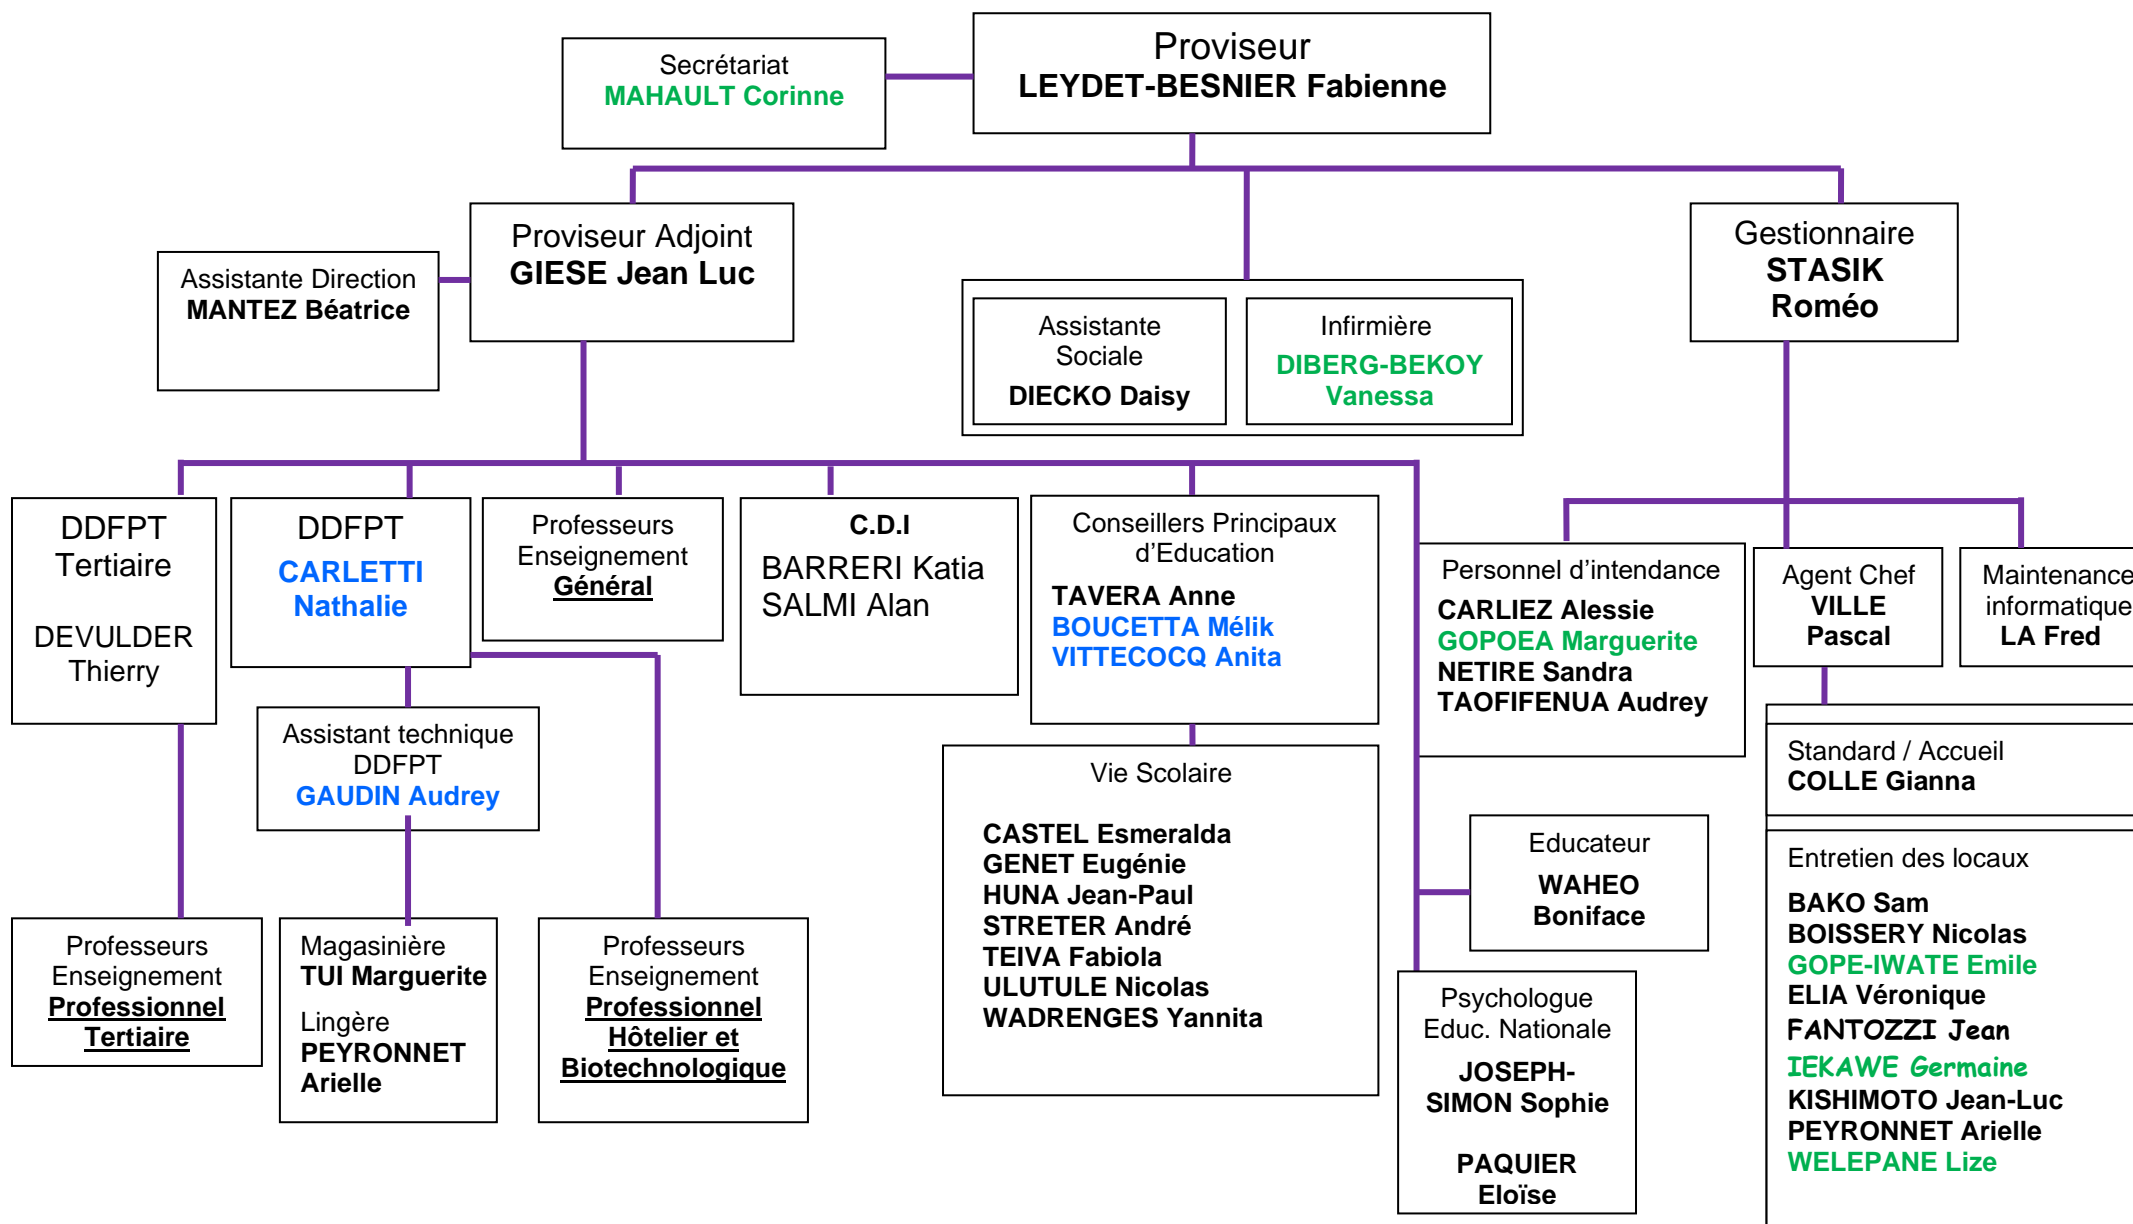 Proviseur
LEYDET-BESNIER Fabienne
Secrétariat
MAHAULT Corinne
Proviseur Adjoint
GIESE Jean Luc
Assistante Direction
MANTEZ Béatrice
Assistante
Sociale
DIECKO Daisy
Infirmière
DIBERG-BEKOY
Vanessa
Gestionnaire
STASIK
Roméo
DDFPT
Tertiaire
DEVULDER
Thierry
DDFPT
CARLETTI
Nathalie
Professeurs
Enseignement
Général
C.D.I
BARRERI Katia
SALMI Alan
Conseillers Principaux
d’Education
TAVERA Anne
BOUCETTA Mélik
VITTECOCQ Anita
Personnel d’intendance
CARLIEZ Alessie
GOPOEA Marguerite
NETIRE Sandra
TAOFIFENUA Audrey
Agent Chef
VILLE
Pascal
Maintenance
informatique
LA Fred
Assistant technique
DDFPT
GAUDIN Audrey
Vie Scolaire
CASTEL Esmeralda
GENET Eugénie
HUNA Jean-Paul
STRETER André
TEIVA Fabiola
ULUTULE Nicolas
WADRENGES Yannita
Standard / Accueil
COLLE Gianna
Educateur
WAHEO
Boniface
Entretien des locaux
BAKO Sam
BOISSERY Nicolas
GOPE-IWATE Emile
ELIA Véronique
FANTOZZI Jean
IEKAWE Germaine
KISHIMOTO Jean-Luc
PEYRONNET Arielle
WELEPANE Lize
Professeurs
Enseignement
Professionnel
Tertiaire
Magasinière
TUI Marguerite
Lingère
PEYRONNET
Arielle
Professeurs
Enseignement
Professionnel
Hôtelier et
Biotechnologique
Psychologue
Educ. Nationale
JOSEPH-
SIMON Sophie
PAQUIER
Eloïse